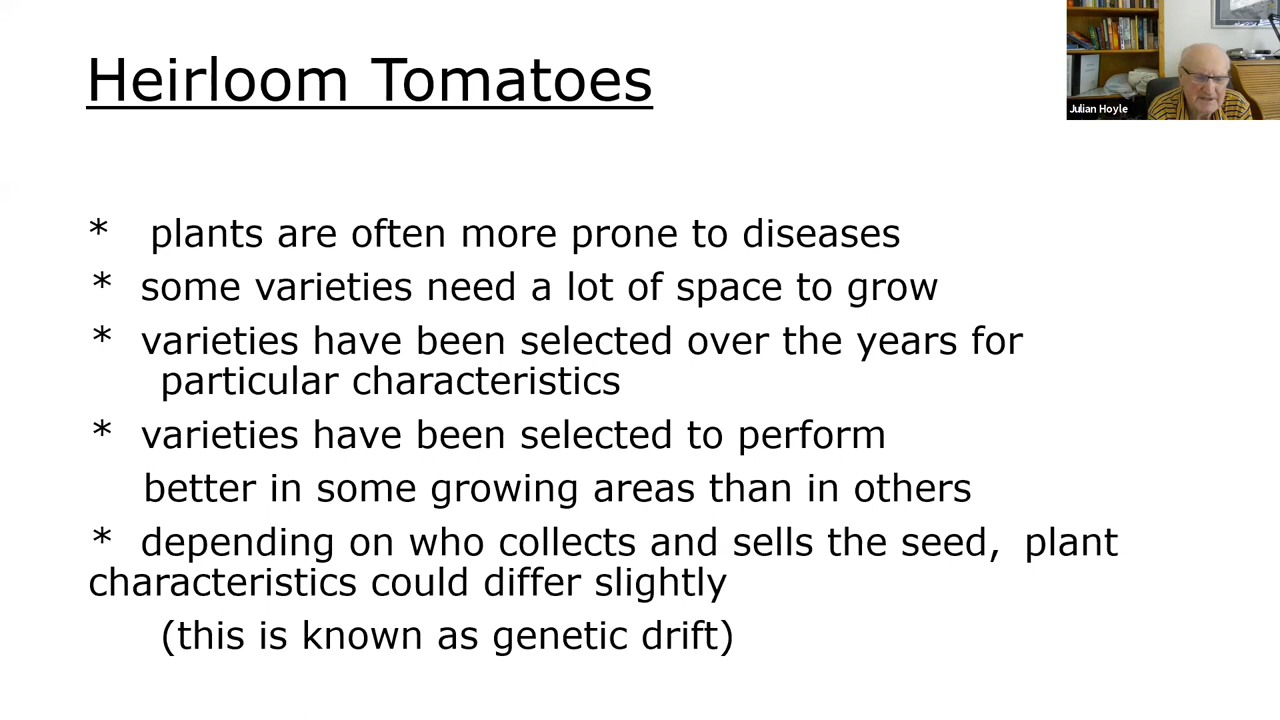 Heirloom Tomatoes
Julian Hoyle
* plants are often more prone to diseases
* some varieties need a lot of space to grow
* varieties have been selected over the years for
particular characteristics
* varieties have been selected to perform
better in some growing areas than in others
* depending on who collects and sells the seed, plant
characteristics could differ slightly
(this is known as genetic drift)